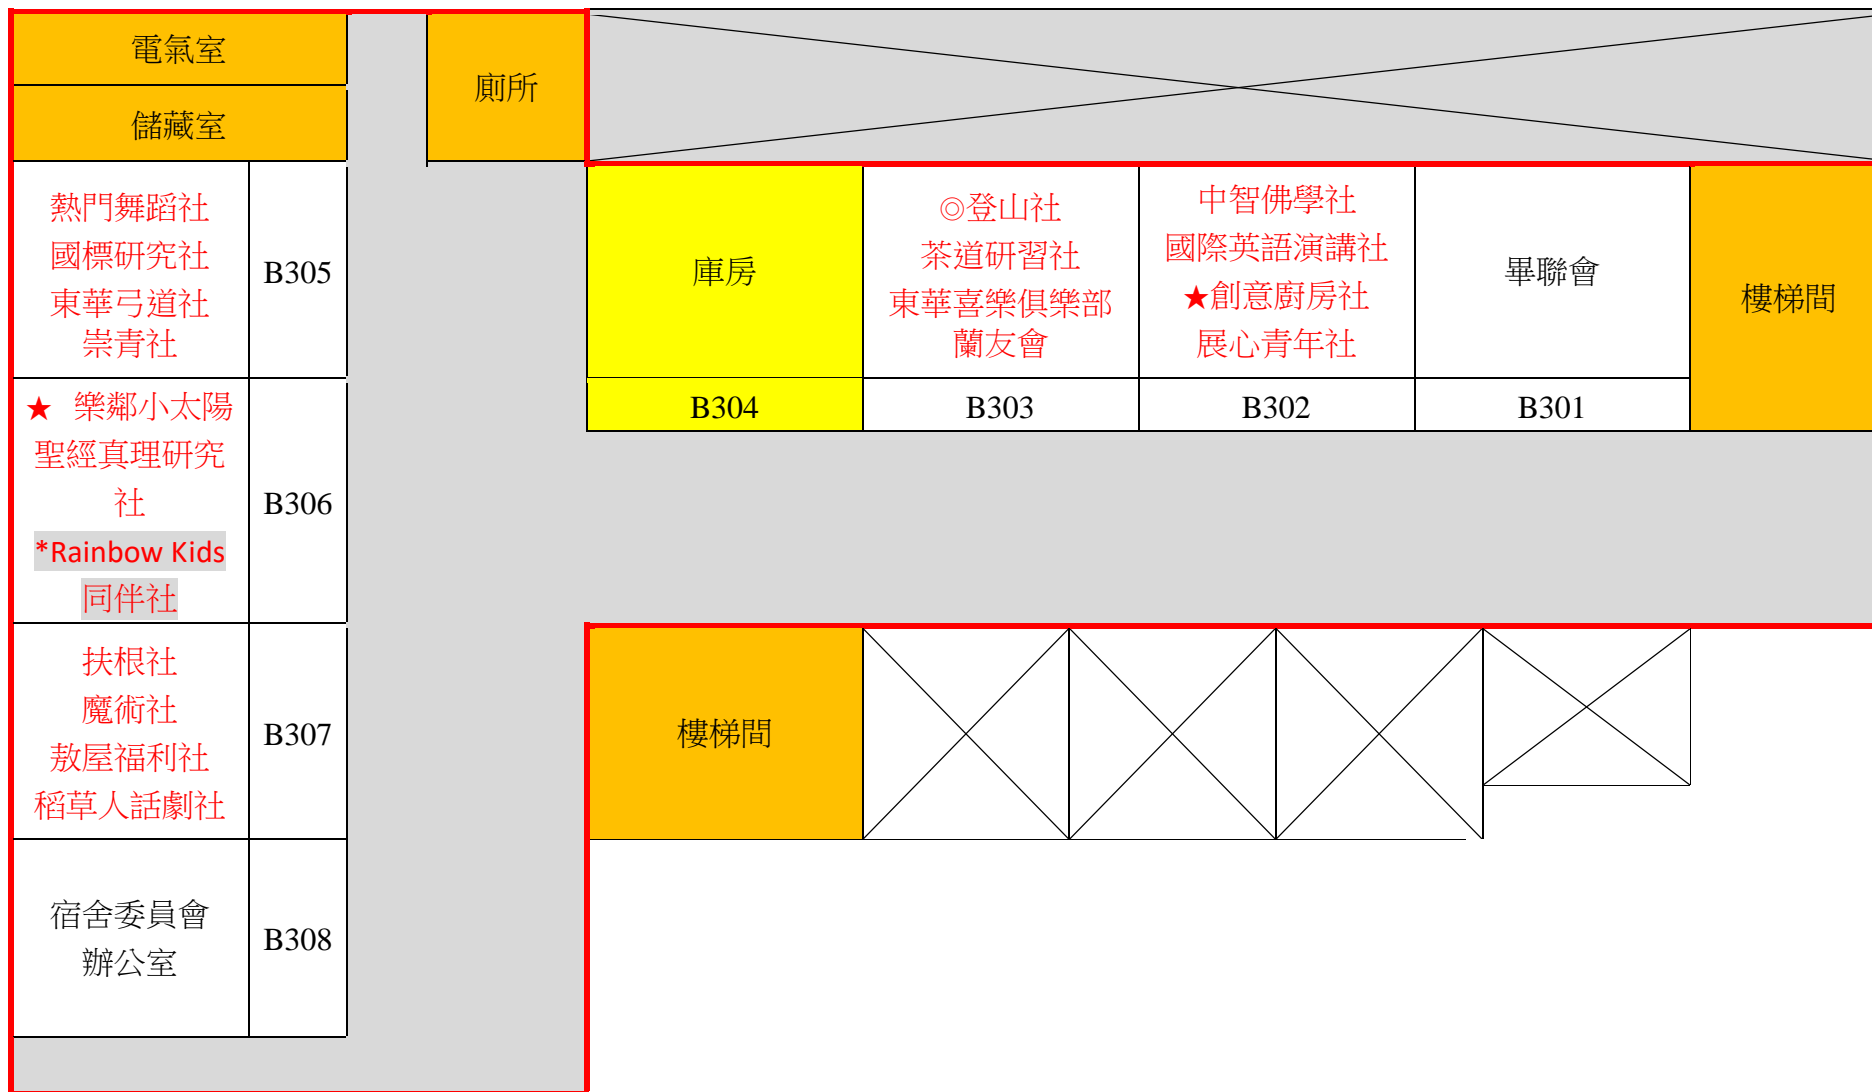 電氣室
儲藏室
廁所
熱門舞蹈社
國標研究社
東華弓道社
崇青社
B305
庫房
B304
◎登山社
茶道研習社
東華喜樂俱樂部
蘭友會
B303
中智佛學社
國際英語演講社
★創意廚房社
展心青年社
B302
畢聯會
B301
樓梯間
★ 樂鄰小太陽
聖經真理研究
社
*Rainbow Kids
同伴社
B306
扶根社
魔術社
敖屋福利社
稻草人話劇社
B307
樓梯間
宿舍委員會
辦公室
B308